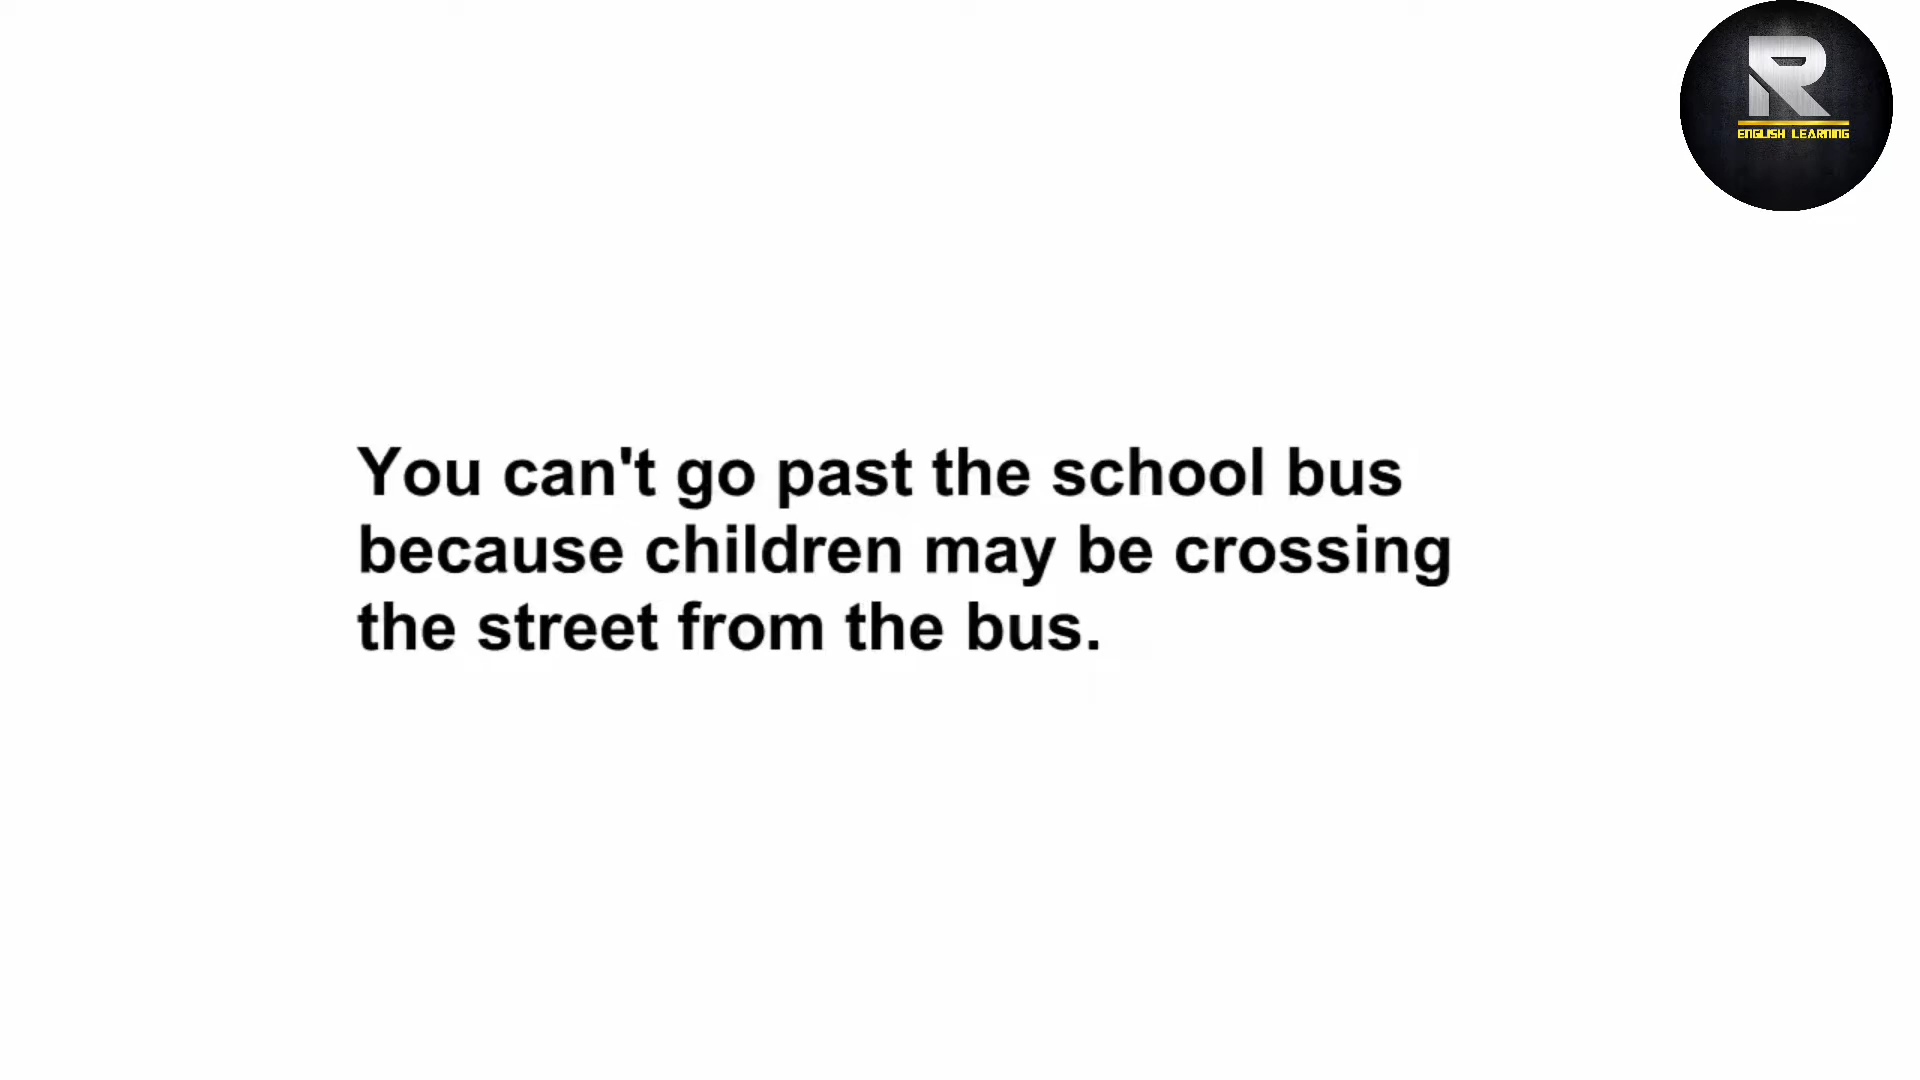 R
ENGLISH LEARNING
You can't go past the school bus
because children may be crossing
the street from the bus.